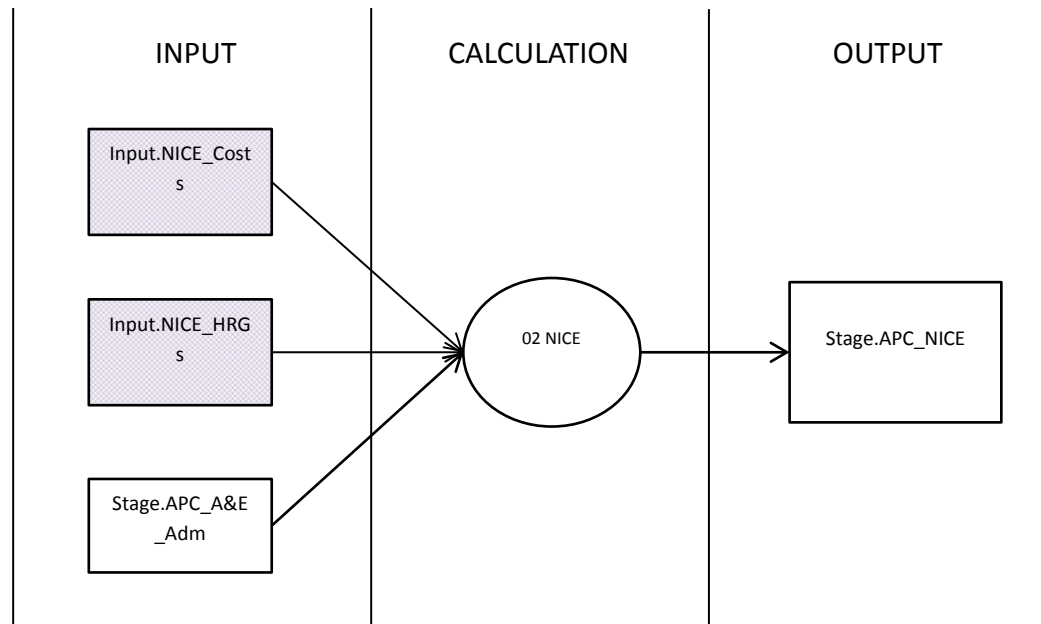 INPUT
CALCULATION
OUTPUT
Input.NICE_Cost
s
Input.NICE_HRG
s
02 NICE
Stage.APC_NICE
Stage.APC_A&E
_Adm